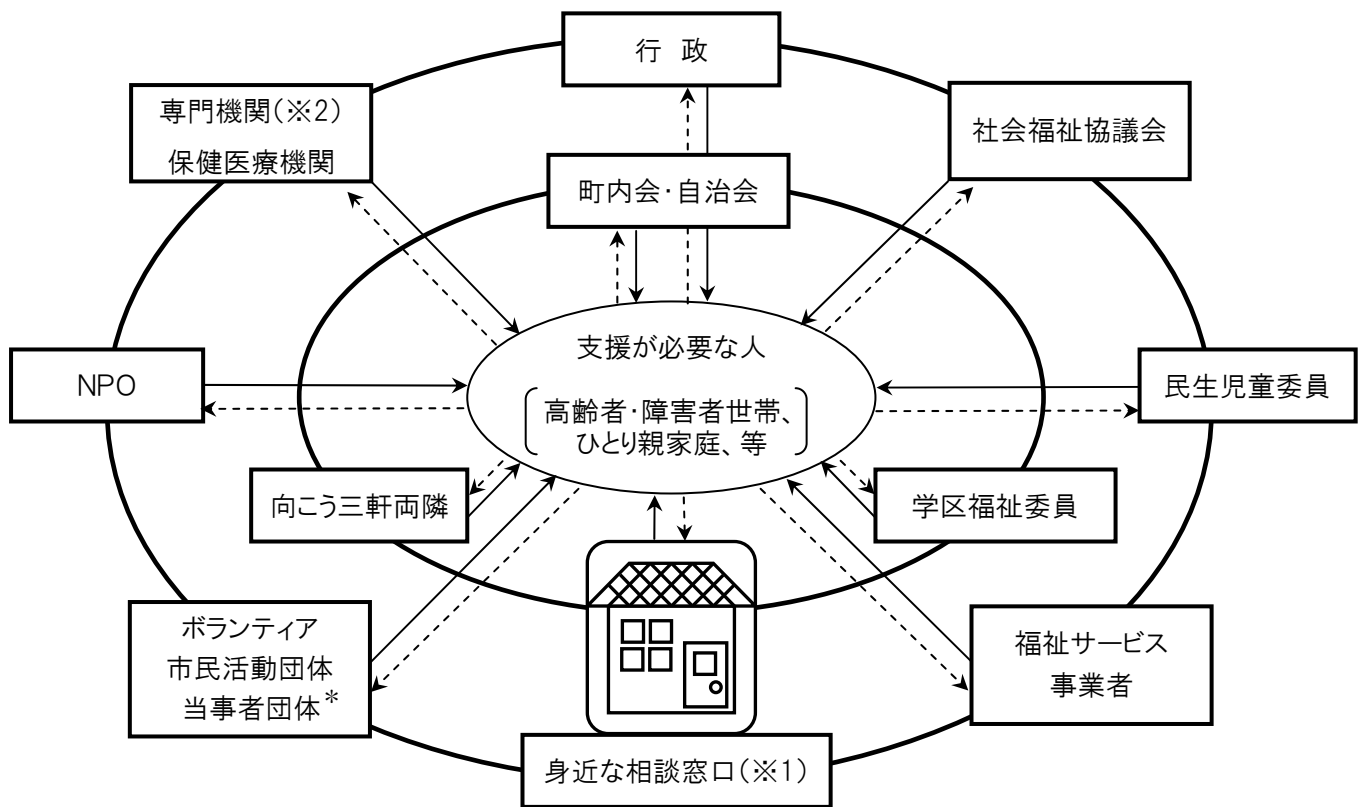 行 政
専門機関(※2)
保健医療機関
社会福祉協議会
町内会・自治会
支援が必要な人
高齢者・障害者世帯、
ひとり親家庭、等
NPO
民生児童委員
向こう三軒両隣
学区福祉委員
ボランティア
市民活動団体
当事者団体*
福祉サービス
事業者
身近な相談窓口(※1)